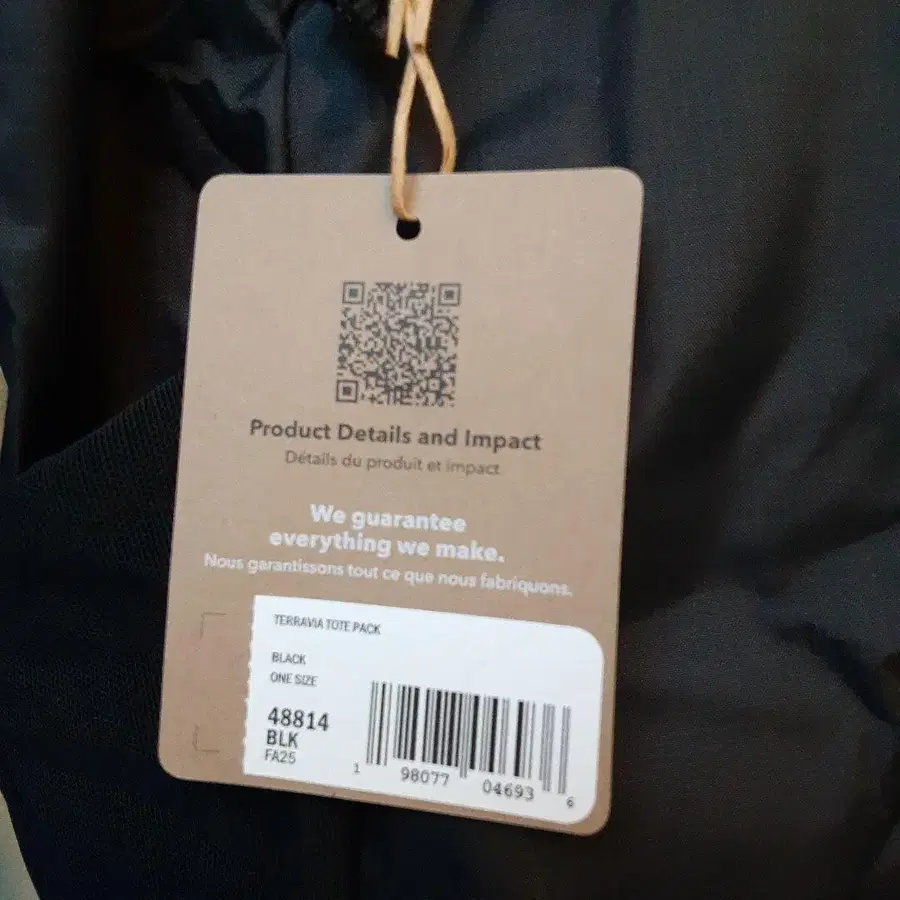 Product Details and Impact
Détails du produit et impact
We guarantee
everything we make.
Nous garantissons tout ce que nous fabriquons.
TERRAVIA TOTE PACK
BLACK
ONE SIZE
48814
BLK
FA25
1 98077 04693 6